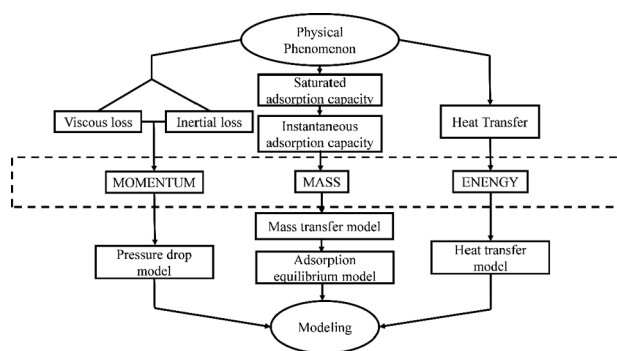 Physical
Phenomenon
Saturated
adsorption capacity
Viscous loss
Inertial loss
Instantaneous
adsorption capacity
Heat Transfer
MOMENTUM
MASS
ENENGY
Mass transfer model
Pressure drop
model
Adsorption
equilibrium model
Heat transfer
model
Modeling